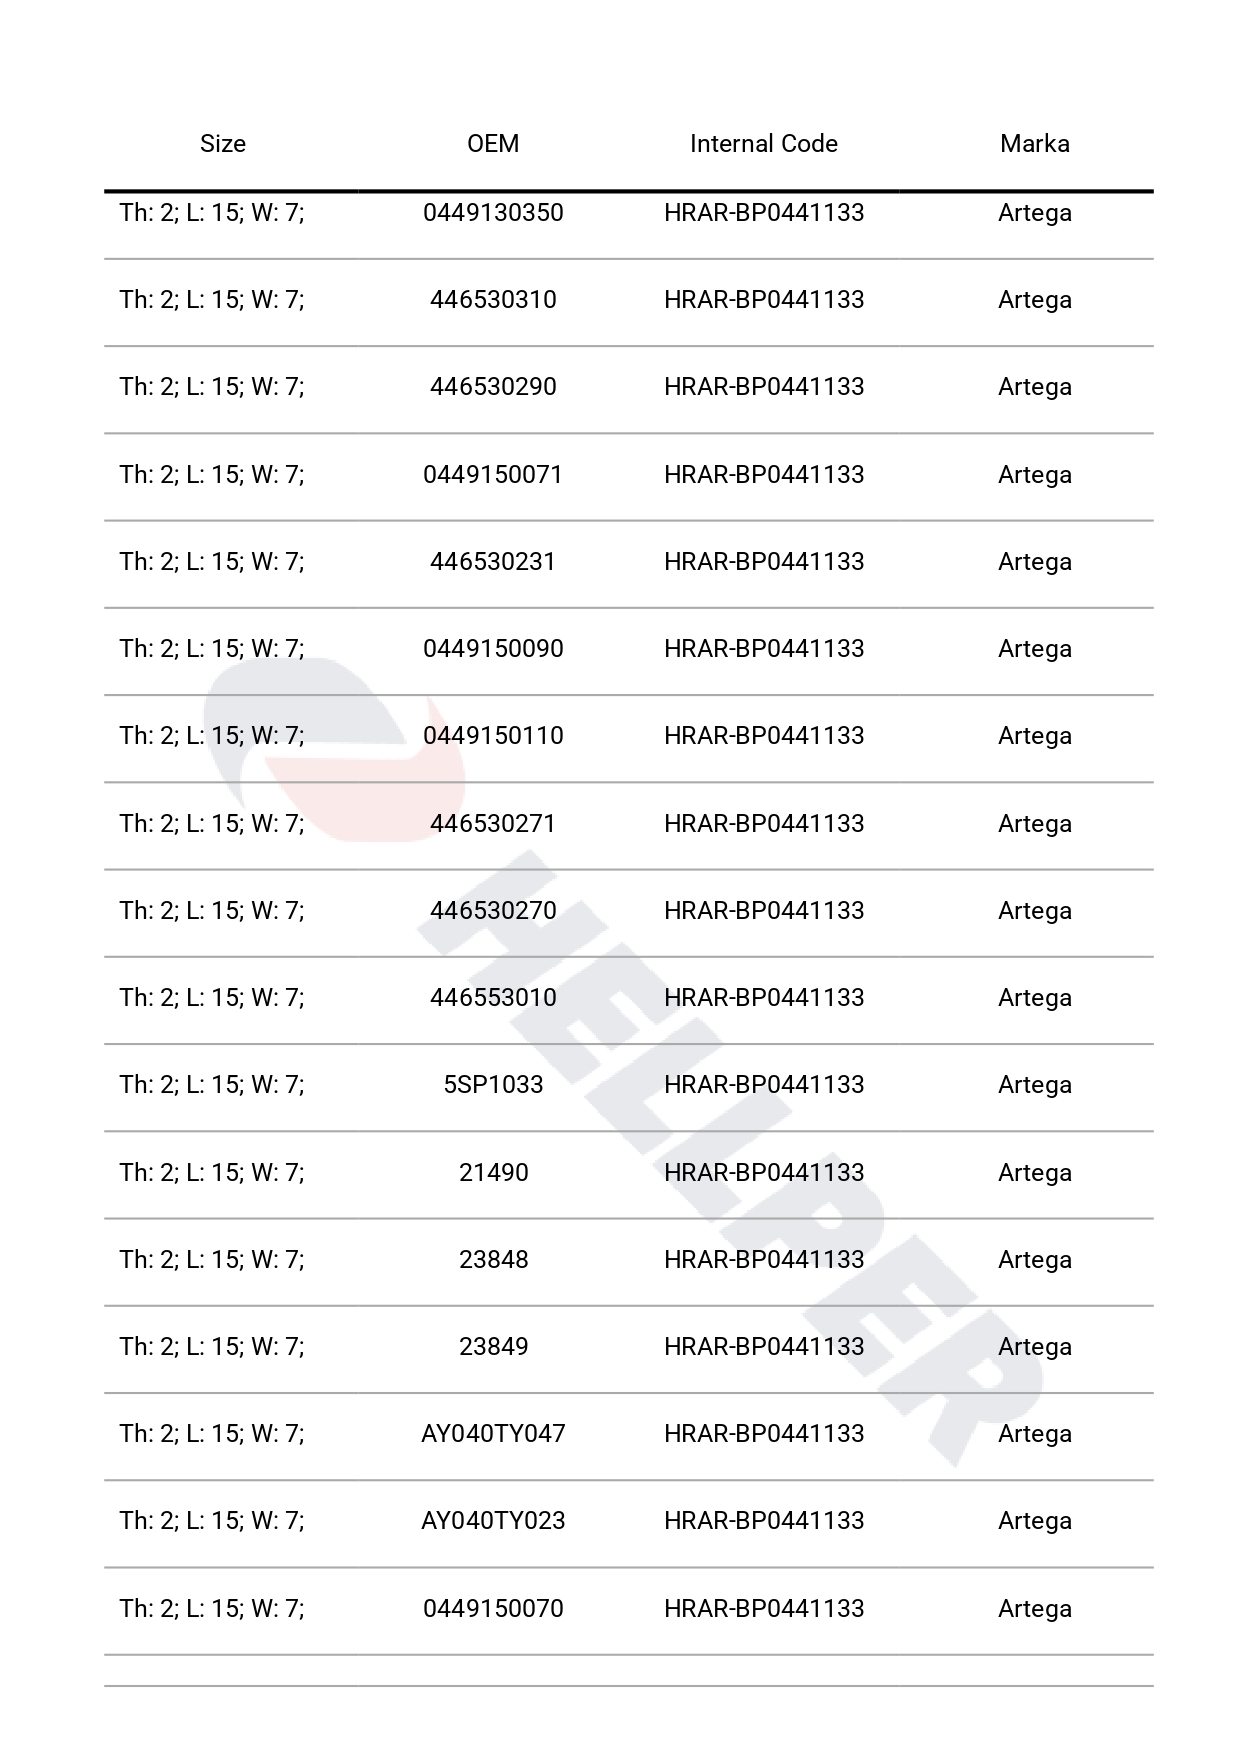 Size OEM Internal Code Marka
Th: 2; L: 15; W: 7; 0449130350 HRAR-BP0441133 Artega
Th: 2; L: 15; W: 7; 446530310 HRAR-BP0441133 Artega
Th: 2; L: 15; W: 7; 446530290 HRAR-BP0441133 Artega
Th: 2; L: 15; W: 7; 0449150071 HRAR-BP0441133 Artega
Th: 2; L: 15; W: 7; 446530231 HRAR-BP0441133 Artega
Th: 2; L: 15; W: 7; 0449150090 HRAR-BP0441133 Artega
Th: 2; L: 15; W: 7; 0449150110 HRAR-BP0441133 Artega
Th: 2; L: 15; W: 7; 446530271 HRAR-BP0441133 Artega
Th: 2; L: 15; W: 7; 446530270 HRAR-BP0441133 Artega
Th: 2; L: 15; W: 7; 446553010 HRAR-BP0441133 Artega
Th: 2; L: 15; W: 7; 5SP1033 HRAR-BP0441133 Artega
Th: 2; L: 15; W: 7; 21490 HRAR-BP0441133 Artega
Th: 2; L: 15; W: 7; 23848 HRAR-BP0441133 Artega
Th: 2; L: 15; W: 7; 23849 HRAR-BP0441133 Artega
Th: 2; L: 15; W: 7; AY040TY047 HRAR-BP0441133 Artega
Th: 2; L: 15; W: 7; AY040TY023 HRAR-BP0441133 Artega
Th: 2; L: 15; W: 7; 0449150070 HRAR-BP0441133 Artega
HELLPER